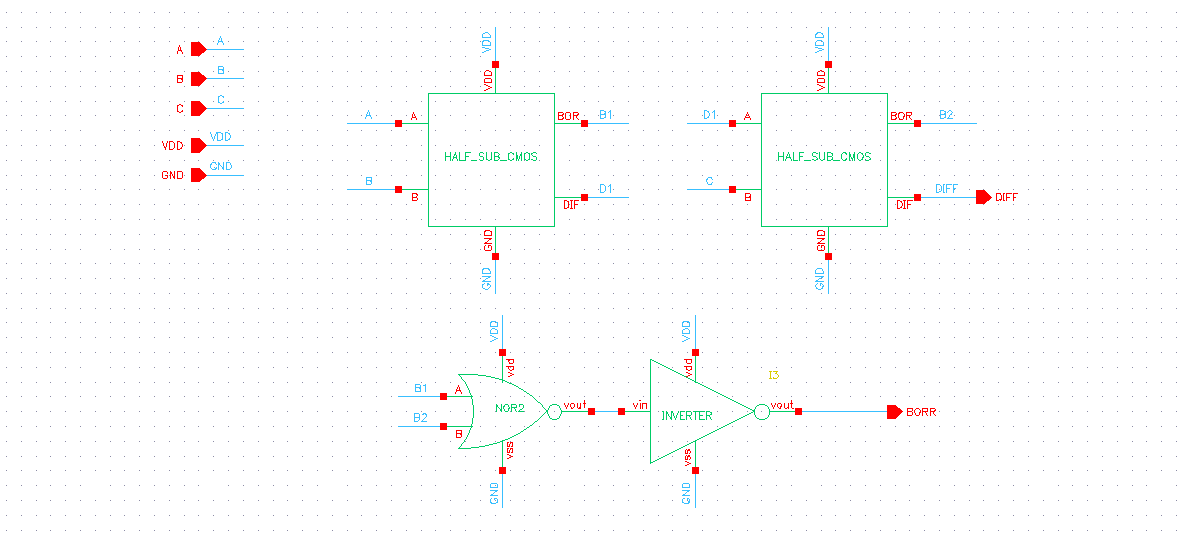 A A
B B
C C
VDD VDD
GND GND
VDD
VDD
A A
B B
HALF_SUB_CMOS
BOR B1
DIF D1
GND
GND
VDD
VDD
D1 A
C B
HALF_SUB_CMOS
BOR B2
DIF DIFF DIFF
GND
GND
VDD
vdd
B1 A
B2 B
NOR2
vout
vss
GND
VDD
vdd
I3
vin
INVERTER
vout
BORR
vss
GND